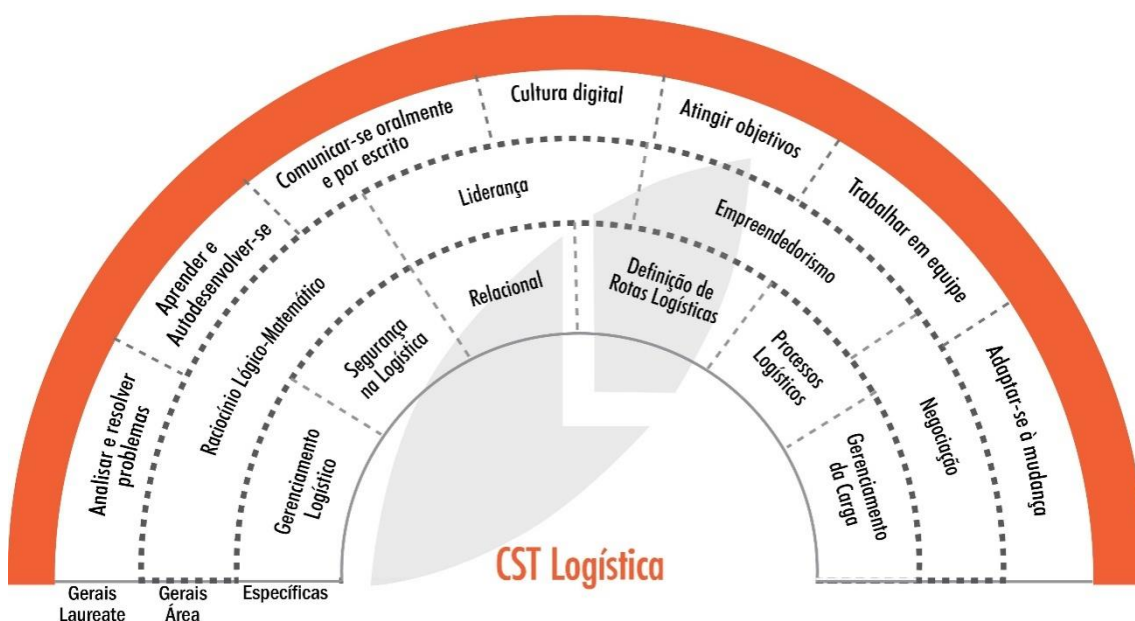 Analisar e resolver
problemas
Aprender e
Autodesenvolver-se
Comunicar-se oralmente
e por escrito
Cultura digital
Atingir objetivos
Trabalhar em equipe
Adaptar-se à mudança
Raciocínio Lógico-Matemático
Liderança
Empreendedorismo
Negociação
Gerenciamento
Logístico
Segurança
na Logística
Relacional
Definição de
Rotas Logísticas
Processos
Logísticos
Gerenciamento
da Carga
CST Logística
Gerais
Laureate
Gerais
Área
Específicas